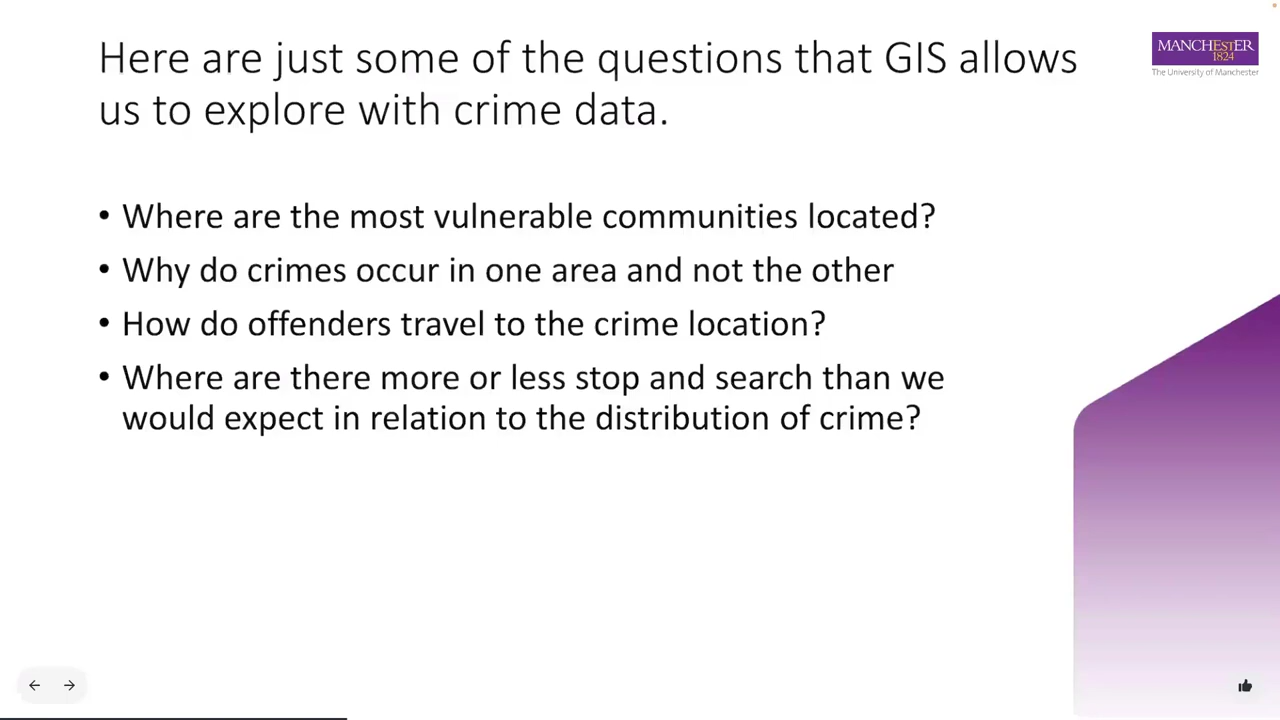 Here are just some of the questions that GIS allows
us to explore with crime data.
MANCHESTER
1824
The University of Manchester
• Where are the most vulnerable communities located?
• Why do crimes occur in one area and not the other
• How do offenders travel to the crime location?
• Where are there more or less stop and search than we
would expect in relation to the distribution of crime?